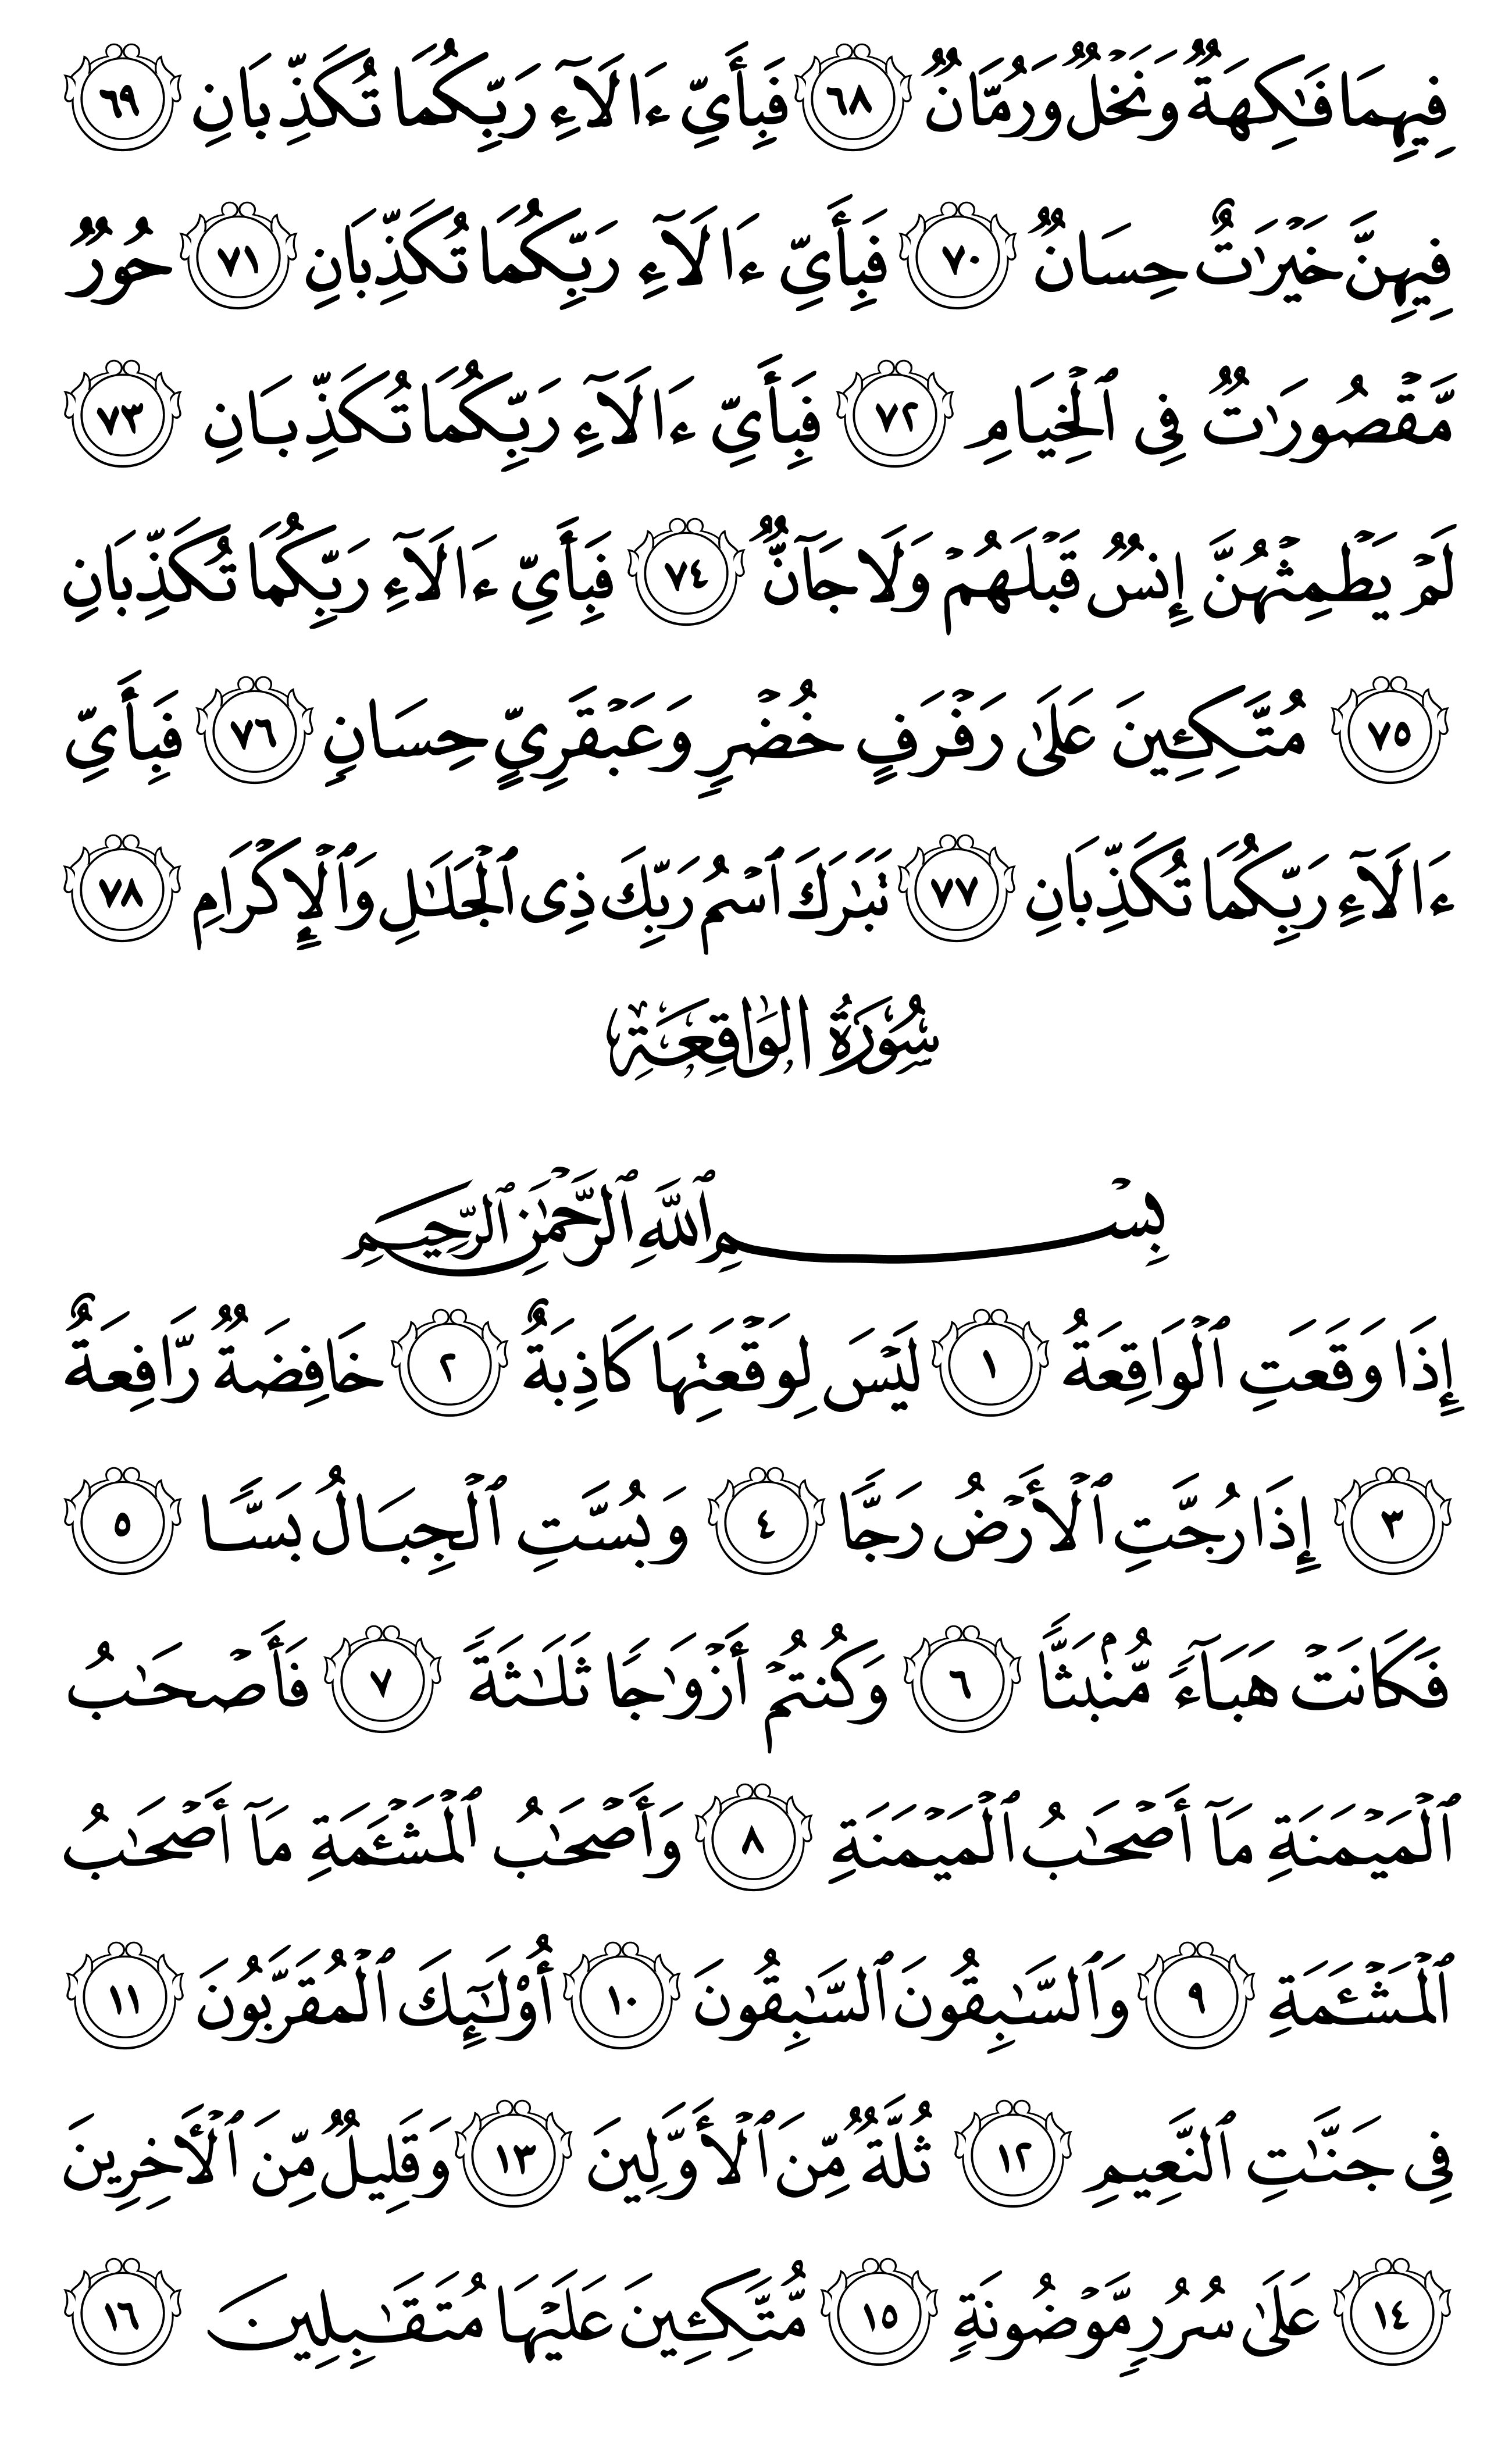 فِيهِمَا فَٰكِهَةٌ وَنَخۡلٌ وَرُمَّانٌ ٦٨ فَبِأَيِّ ءَالَآءِ رَبِّكُمَا تُكَذِّبَانِ ٦٩
فِيهِنَّ خَيۡرَٰتٌ حِسَانٌ ٧٠ فَبِأَيِّ ءَالَآءِ رَبِّكُمَا تُكَذِّبَانِ ٧١ حُورٌ
مَّقۡصُورَٰتٌ فِي ٱلۡخِيَامِ ٧٢ فَبِأَيِّ ءَالَآءِ رَبِّكُمَا تُكَذِّبَانِ ٧٣
لَمۡ يَطۡمِثۡهُنَّ إِنسٌ قَبۡلَهُمۡ وَلَا جَآنٌّ ٧٤ فَبِأَيِّ ءَالَآءِ رَبِّكُمَا تُكَذِّبَانِ
٧٥ مُتَّكِـِٔينَ عَلَىٰ رَفۡرَفٍ خُضۡرٍ وَعَبۡقَرِيٍّ حِسَانٍ ٧٦ فَبِأَيِّ
ءَالَآءِ رَبِّكُمَا تُكَذِّبَانِ ٧٧ تَبَٰرَكَ ٱسۡمُ رَبِّكَ ذِي ٱلۡجَلَٰلِ وَٱلۡإِكۡرَامِ ٧٨
سُورَةُ الوَاقِعَةِ
بِسۡمِ ٱللَّهِ ٱلرَّحۡمَٰنِ ٱلرَّحِيمِ
إِذَا وَقَعَتِ ٱلۡوَاقِعَةُ ١ لَيۡسَ لِوَقۡعَتِهَا كَاذِبَةٌ ٢ خَافِضَةٌ رَّافِعَةٌ
٣ إِذَا رُجَّتِ ٱلۡأَرۡضُ رَجًّا ٤ وَبُسَّتِ ٱلۡجِبَالُ بَسًّا ٥
فَكَانَتۡ هَبَآءً مُّنۢبَثًّا ٦ وَكُنتُمۡ أَزۡوَٰجًا ثَلَٰثَةً ٧ فَأَصۡحَٰبُ
ٱلۡمَيۡمَنَةِ مَآ أَصۡحَٰبُ ٱلۡمَيۡمَنَةِ ٨ وَأَصۡحَٰبُ ٱلۡمَشۡـَٔمَةِ مَآ أَصۡحَٰبُ
ٱلۡمَشۡـَٔمَةِ ٩ وَٱلسَّٰبِقُونَ ٱلسَّٰبِقُونَ ١٠ أُوْلَٰٓئِكَ ٱلۡمُقَرَّبُونَ ١١
فِي جَنَّٰتِ ٱلنَّعِيمِ ١٢ ثُلَّةٌ مِّنَ ٱلۡأَوَّلِينَ ١٣ وَقَلِيلٌ مِّنَ ٱلۡأٓخِرِينَ
١٤ عَلَىٰ سُرُرٍ مَّوۡضُونَةٍ ١٥ مُّتَّكِـِٔينَ عَلَيۡهَا مُتَقَٰبِلِينَ ١٦